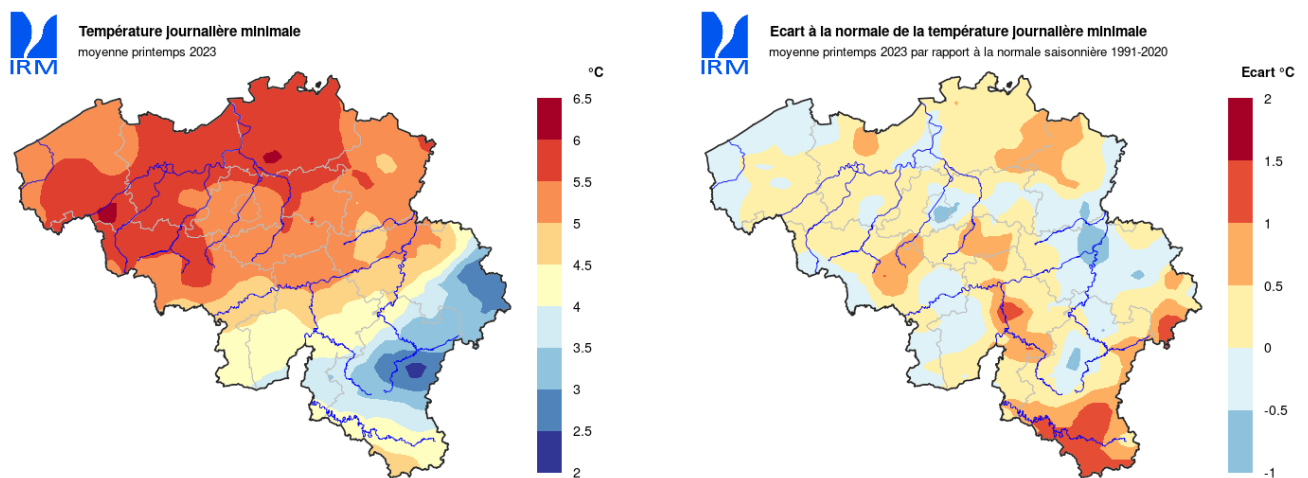 Température journalière minimale
moyenne printemps 2023
IRM
°C
6.5
6
5.5
5
4.5
4
3.5
3
2.5
2
Ecart à la normale de la température journalière minimale
moyenne printemps 2023 par rapport à la normale saisonnière 1991-2020
IRM
Ecart °C
2
1.5
1
0.5
0
-0.5
-1